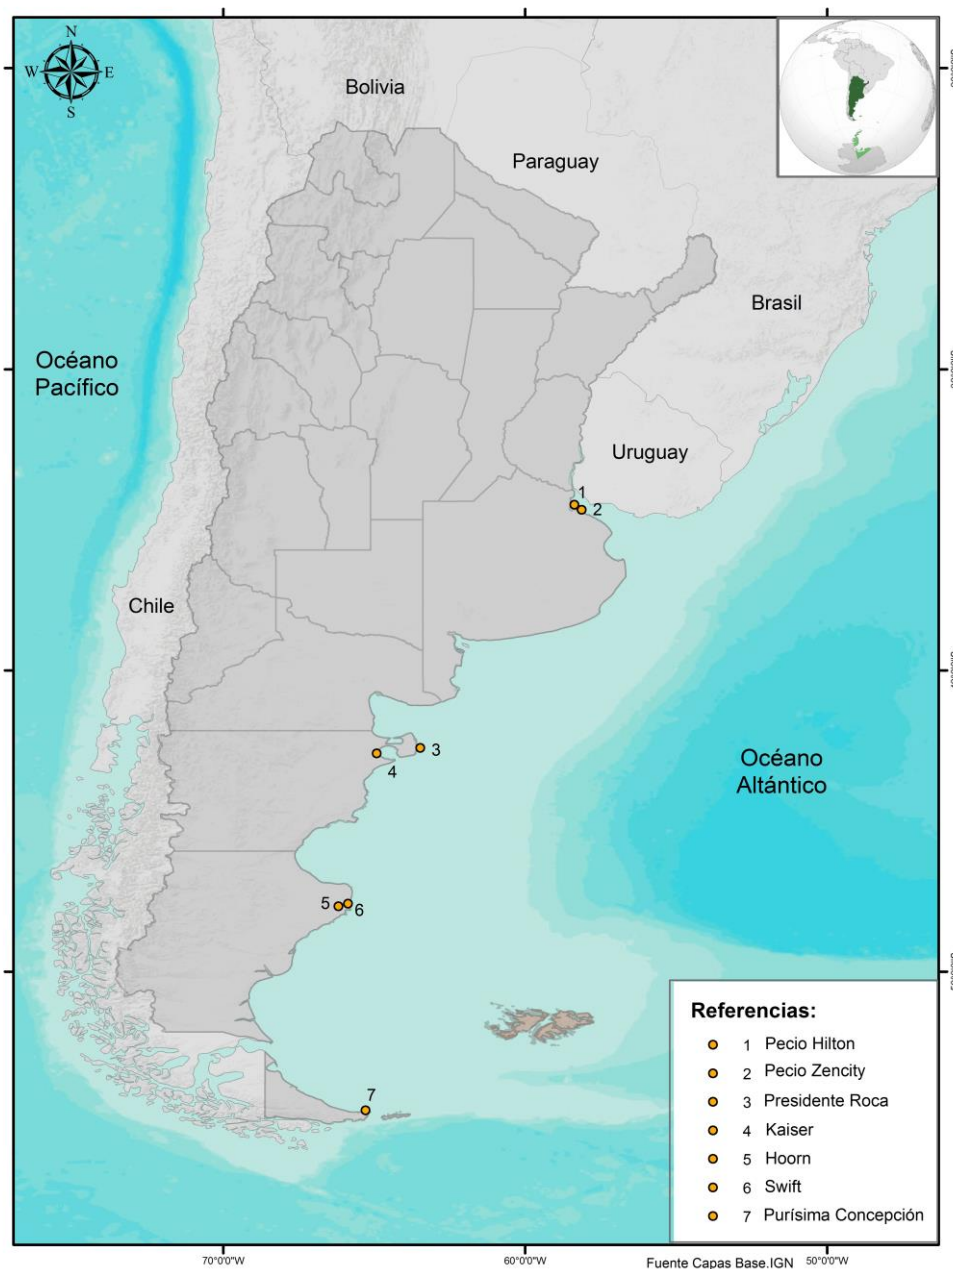 N
W E
S
Bolivia
Paraguay
Brasil
Océano
Pacífico
Uruguay
1
2
Chile
3
4
Océano
Altántico
5
6
7
Referencias:
1 Pecio Hilton
2 Pecio Zencity
3 Presidente Roca
4 Kaiser
5 Hoorn
6 Swift
7 Purísima Concepción
70°0'0"W
60°0'0"W
Fuente Capas Base.IGN
50°0'0"W